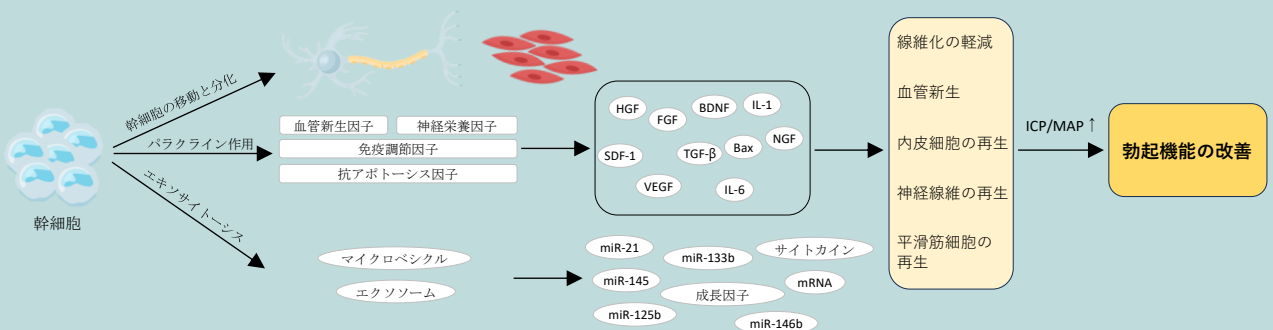 幹細胞
幹細胞の移動と分化
パラクライン作用
エキソサイトーシス
血管新生因子
神経栄養因子
免疫調節因子
抗アポトーシス因子
マイクロベシクル
エクソソーム
HGF
FGF
BDNF
IL-1
SDF-1
TGF-β
Bax
NGF
VEGF
IL-6
miR-21
miR-133b
サイトカイン
miR-145
成長因子
mRNA
miR-125b
miR-146b
線維化の軽減
血管新生
内皮細胞の再生
神経線維の再生
平滑筋細胞の
再生
ICP/MAP ↑
勃起機能の改善